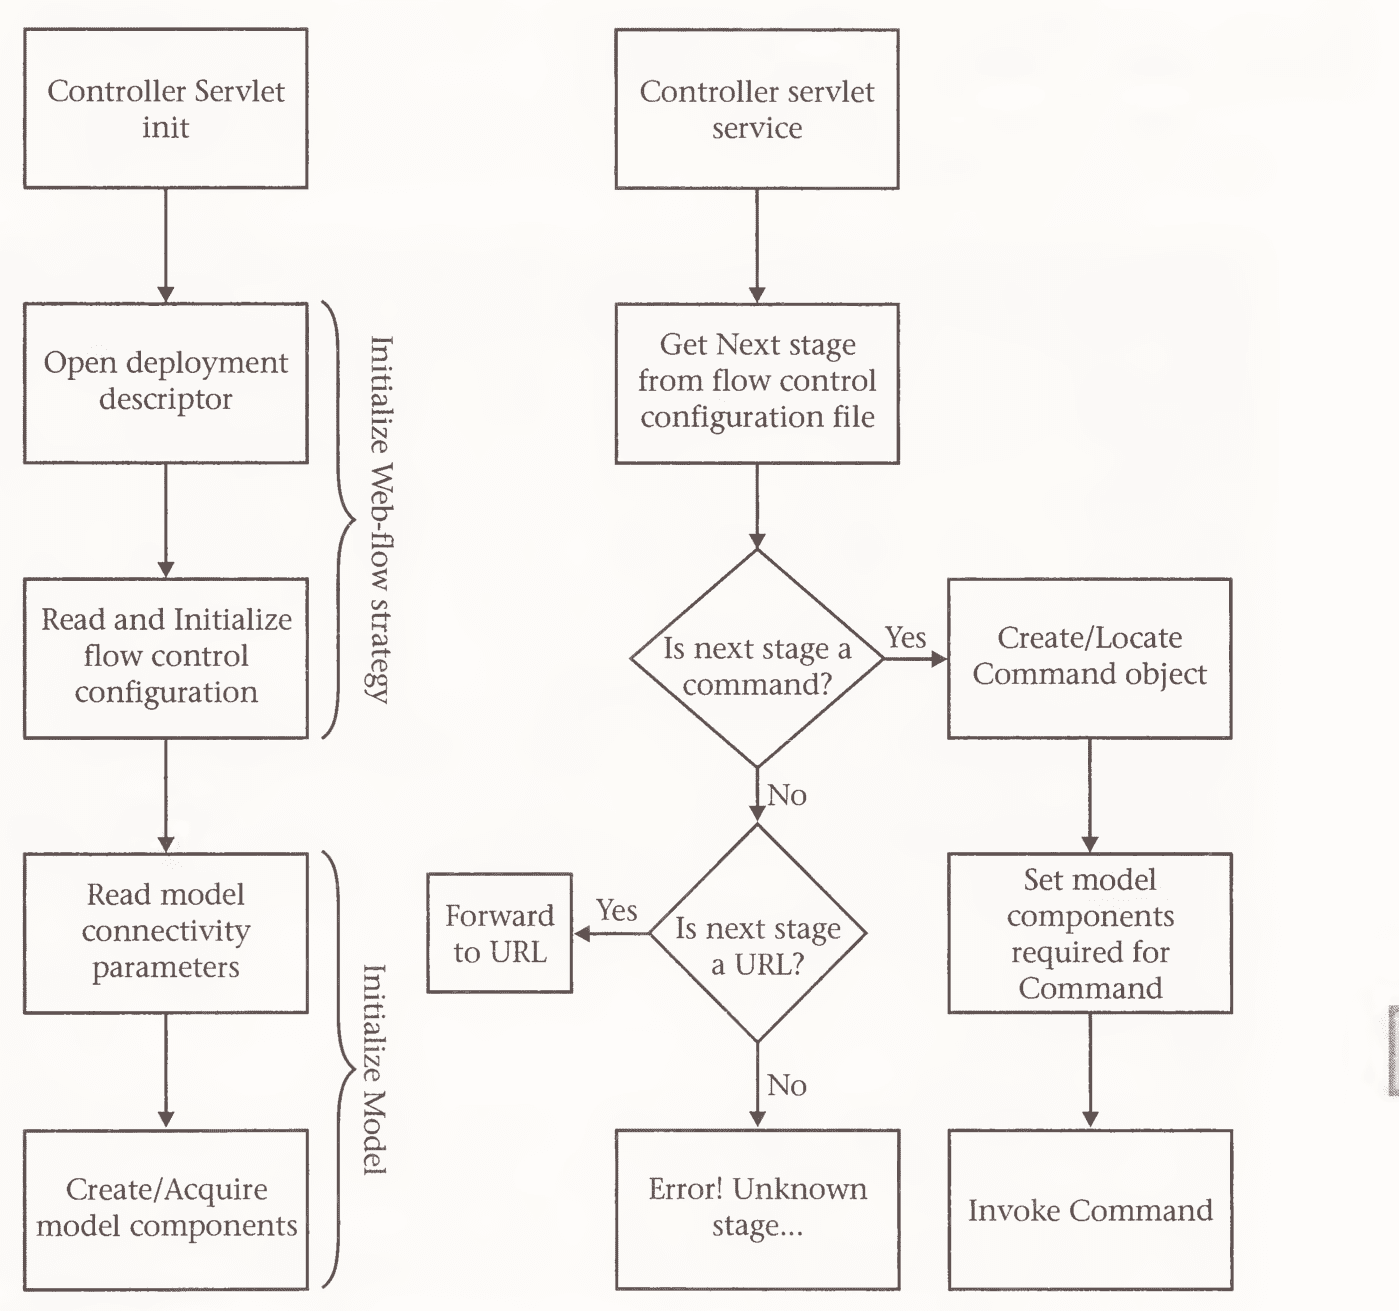 Controller Servlet
init
Open deployment
descriptor
Read and Initialize
flow control
configuration
Initialize Web-flow strategy
Read model
connectivity
parameters
Create/Acquire
model components
Initialize Model
Controller servlet
service
Get Next stage
from flow control
configuration file
Is next stage a
command?
Yes
Create/Locate
Command object
No
Is next stage
a URL?
Yes
Forward
to URL
No
Error! Unknown
stage...
Set model
components
required for
Command
Invoke Command